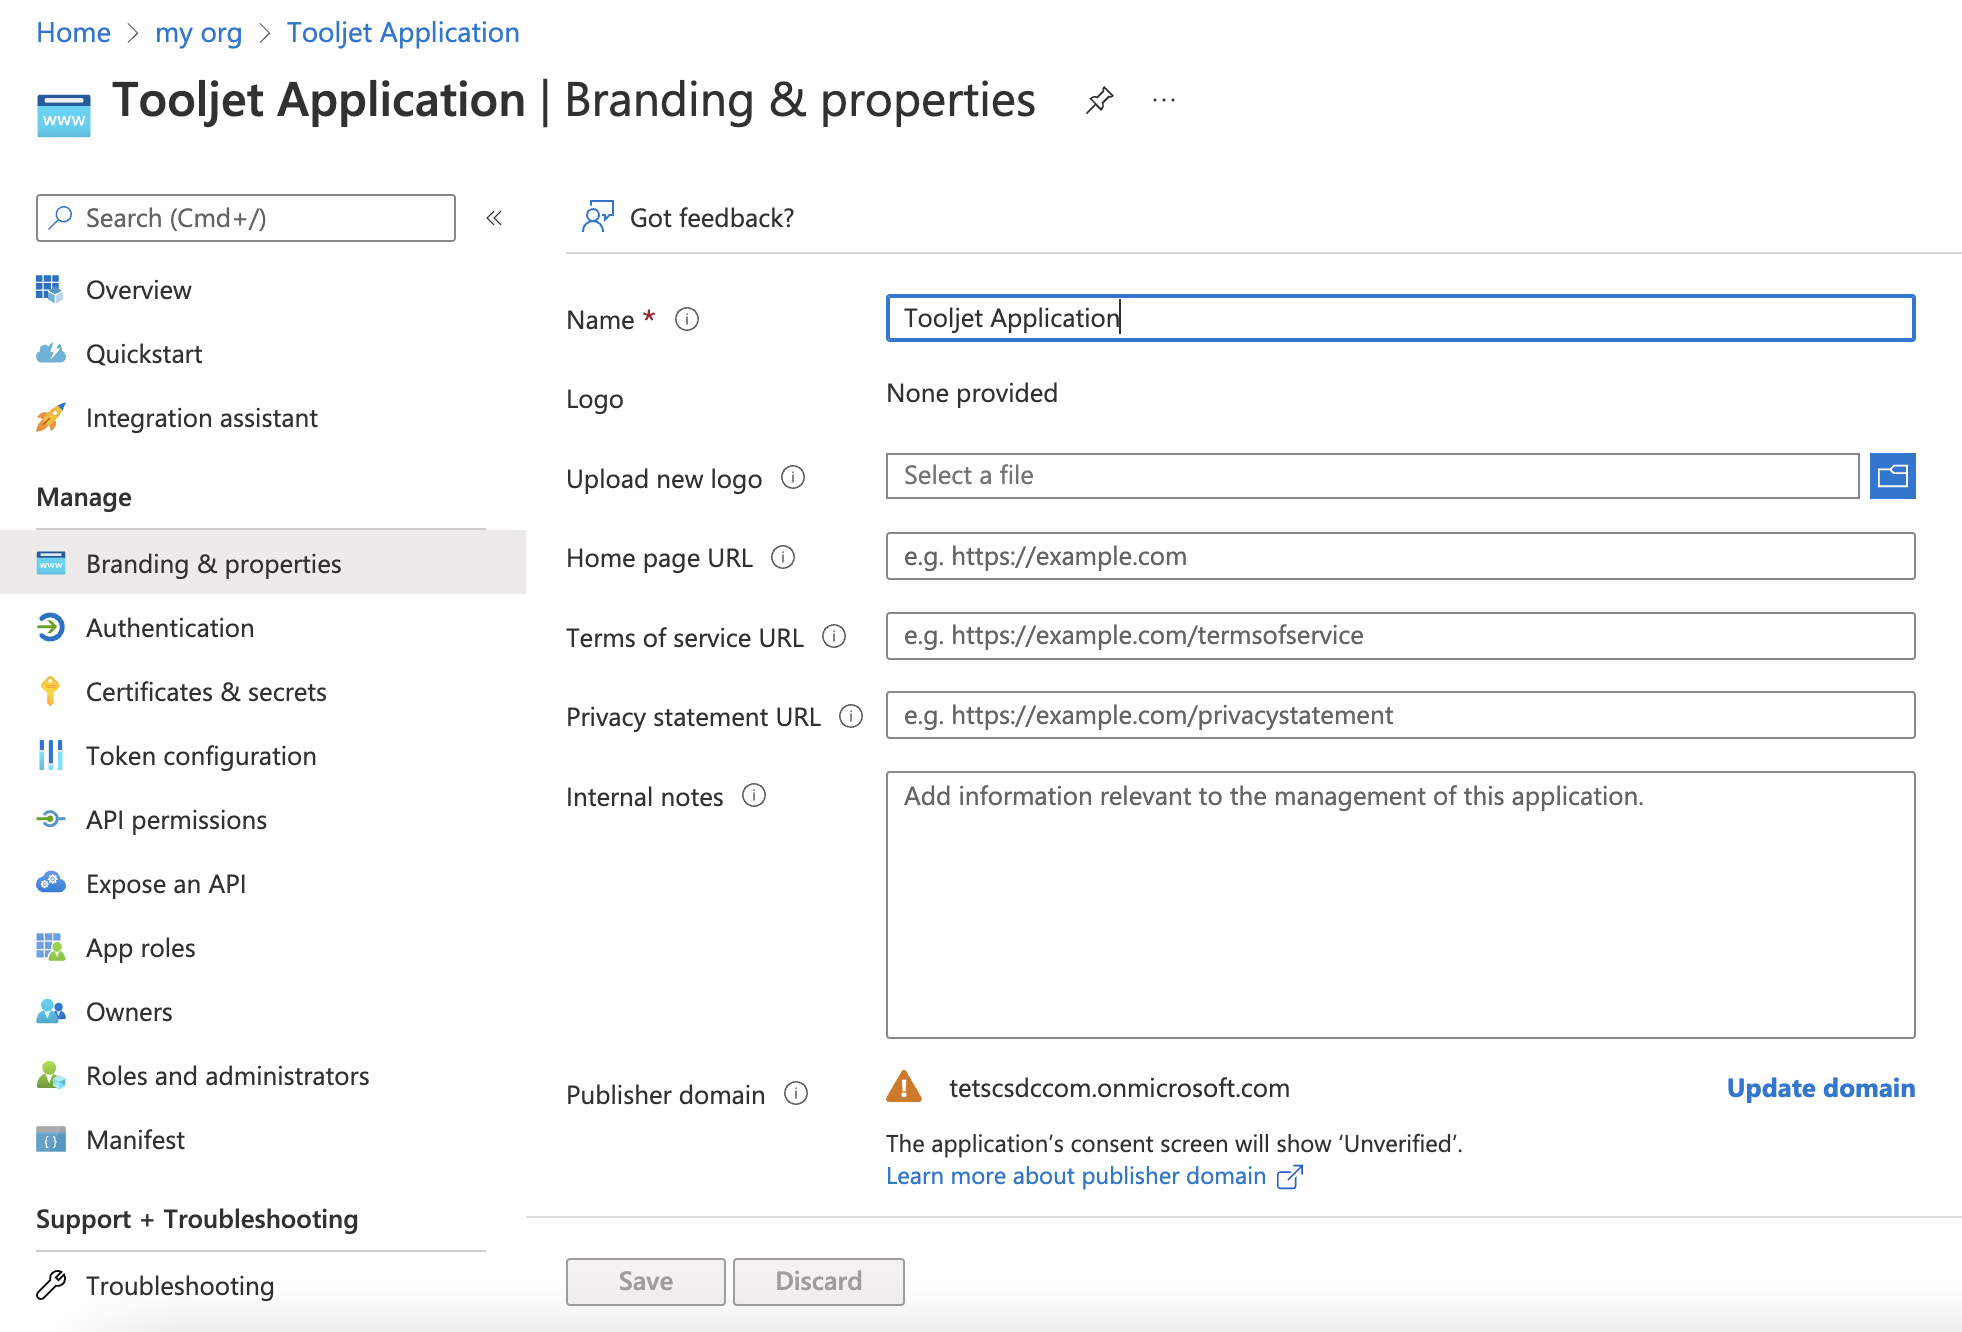 Home > my org > Tooljet Application
www
Tooljet Application | Branding & properties
...
Search (Cmd+/)
«
Overview
Quickstart
Integration assistant
Manage
www
Branding & properties
Authentication
Certificates & secrets
Token configuration
API permissions
Expose an API
App roles
Owners
Roles and administrators
{}
Manifest
Support + Troubleshooting
Troubleshooting
Got feedback?
Name *
Tooljet Application
Logo
None provided
Upload new logo
Select a file
Home page URL
e.g. https://example.com
Terms of service URL
e.g. https://example.com/termsofservice
Privacy statement URL
e.g. https://example.com/privacystatement
Internal notes
Add information relevant to the management of this application.
Publisher domain
tetscsdccom.onmicrosoft.com
Update domain
The application’s consent screen will show ‘Unverified’.
Learn more about publisher domain
Save
Discard